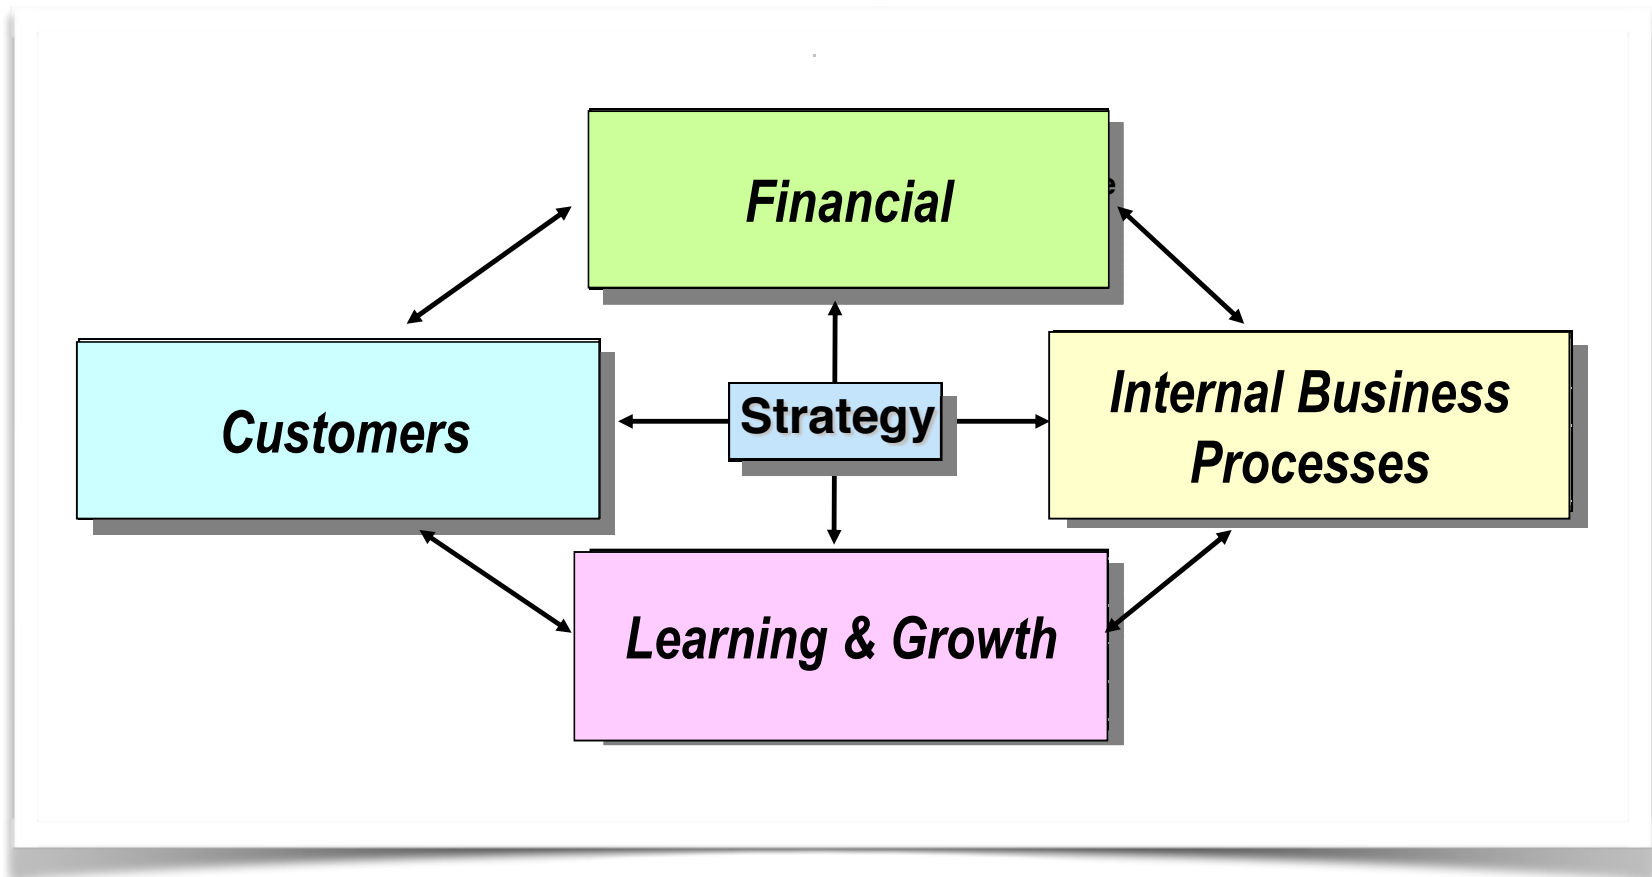 Financial
Customers
Strategy
Internal Business
Processes
Learning & Growth